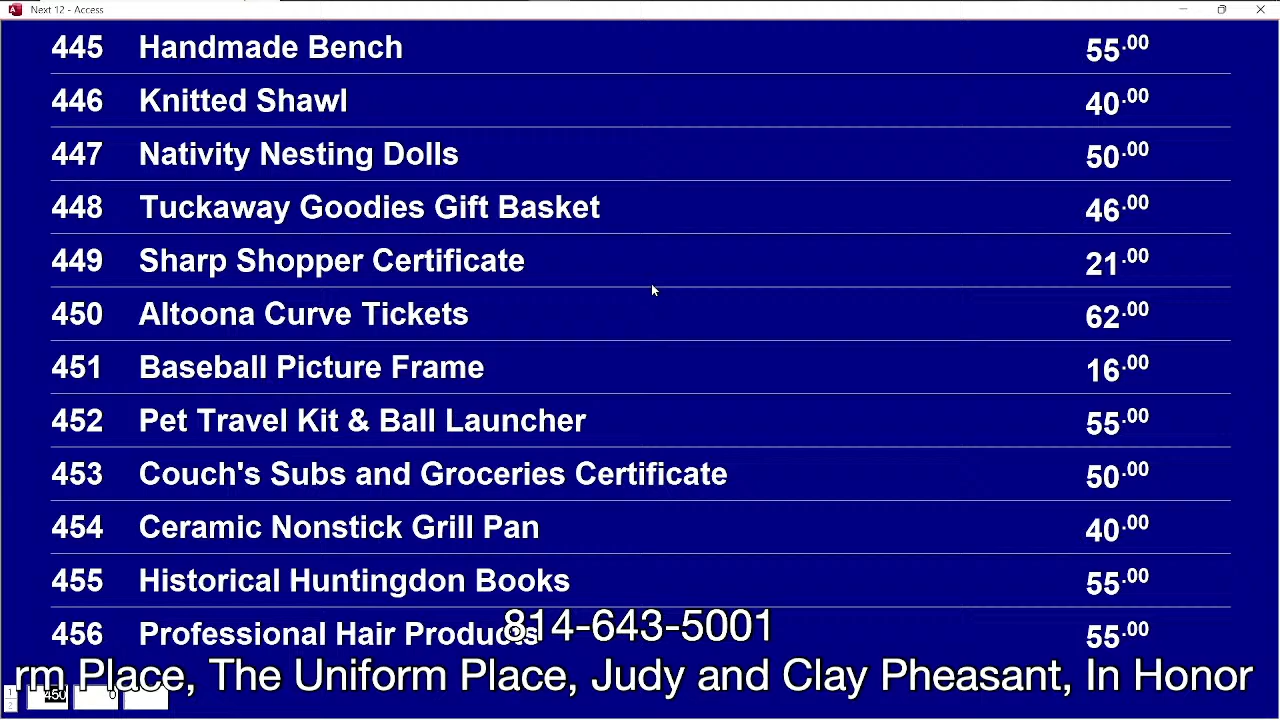 Next 12 - Access
445 Handmade Bench 55.00
446 Knitted Shawl 40.00
447 Nativity Nesting Dolls 50.00
448 Tuckaway Goodies Gift Basket 46.00
449 Sharp Shopper Certificate 21.00
450 Altoona Curve Tickets 62.00
451 Baseball Picture Frame 16.00
452 Pet Travel Kit & Ball Launcher 55.00
453 Couch's Subs and Groceries Certificate 50.00
454 Ceramic Nonstick Grill Pan 40.00
455 Historical Huntingdon Books 55.00
456 Professional Hair Products 55.00
814-643-5001
rm Place, The Uniform Place, Judy and Clay Pheasant, In Honor
1 450 0
2